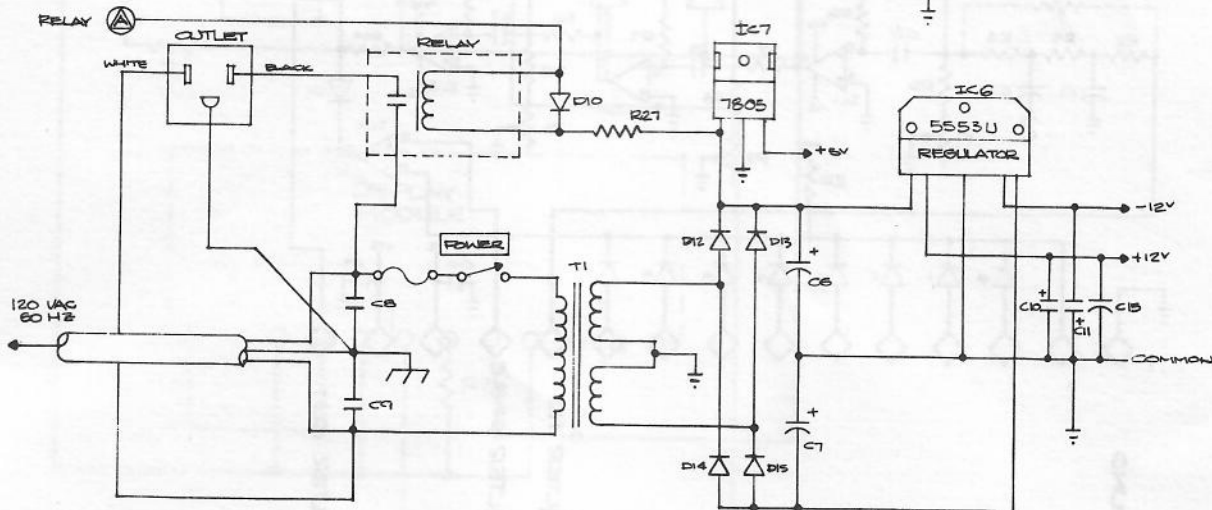 RELAY A
OUTLET
WHITE
BLACK
RELAY
D10
R27
IC7
7805
+5V
IC6
5553U
REGULATOR
-12V
+12V
D12
D13
C6
C10
C11
COMMON
POWER
T1
120 VAC
60 HZ
C8
C9
D14
D15
C7